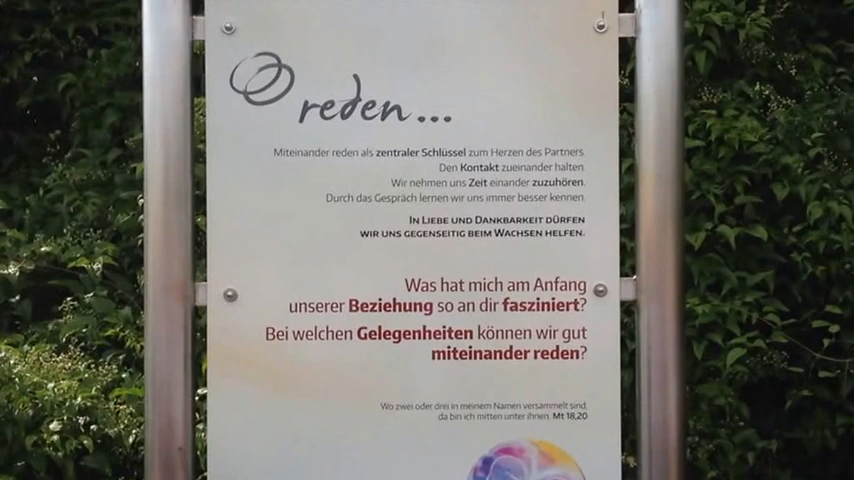 reden...
Miteinander reden als zentraler Schlüssel zum Herzen des Partners.
Den Kontakt zueinander halten.
Wir nehmen uns Zeit einander zuzuhören.
Durch das Gespräch lernen wir uns immer besser kennen.
IN LIEBE UND DANKBARKEIT DÜRFEN
WIR UNS GEGENSEITIG BEIM WACHSEN HELFEN.
Was hat mich am Anfang
unserer Beziehung so an dir fasziniert?
Bei welchen Gelegenheiten können wir gut
miteinander reden?
Wo zwei oder drei in meinem Namen versammelt sind,
da bin ich mitten unter ihnen. Mt 18,20